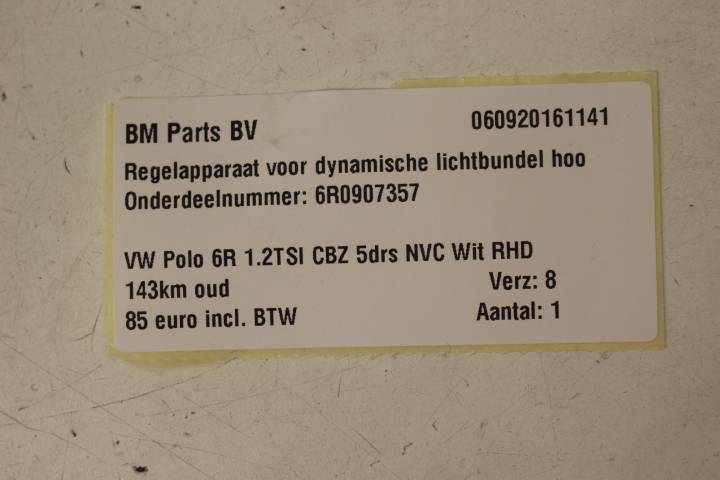 BM Parts BV 060920161141
Regelapparaat voor dynamische lichtbundel hoo
Onderdeelnummer: 6R0907357
VW Polo 6R 1.2TSI CBZ 5drs NVC Wit RHD
143km oud Verz: 8
85 euro incl. BTW Aantal: 1